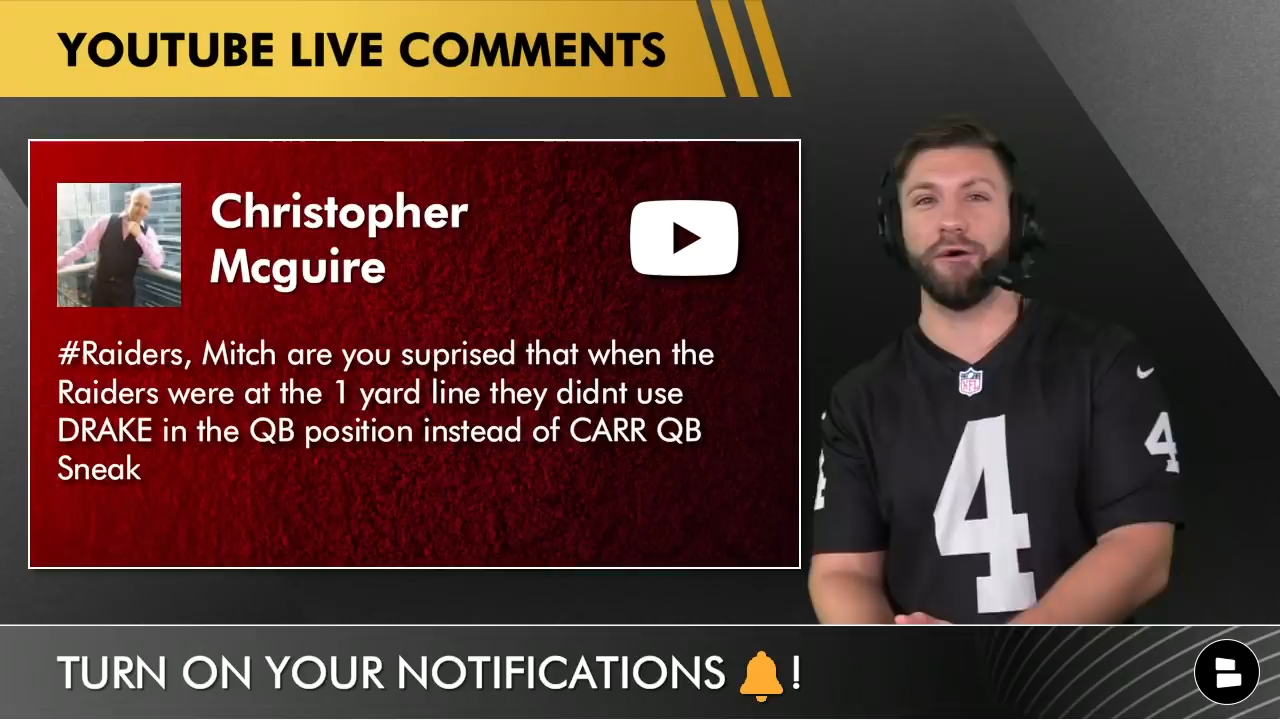 YOUTUBE LIVE COMMENTS
Christopher
Mcguire
#Raiders, Mitch are you suprised that when the
Raiders were at the 1 yard line they didnt use
DRAKE in the QB position instead of CARR QB
Sneak
NFL
4
4
TURN ON YOUR NOTIFICATIONS 🔔!